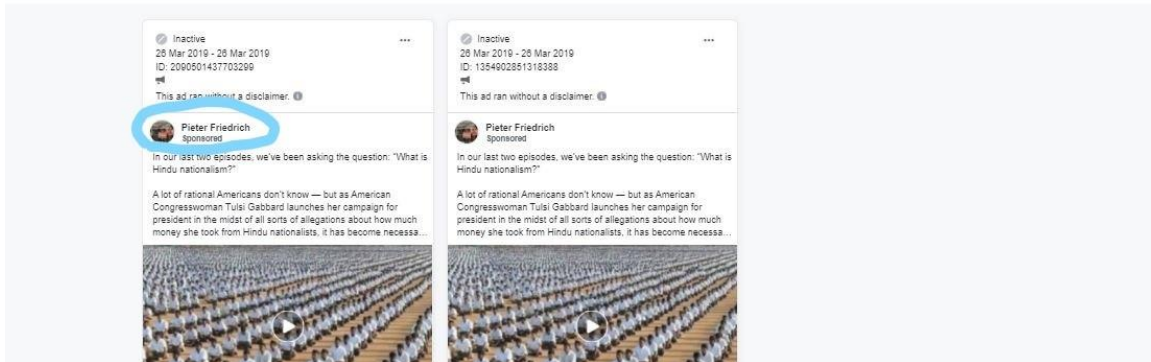 Inactive
26 Mar 2019 - 26 Mar 2019
ID: 2090501437703299
This ad ran without a disclaimer.
Pieter Friedrich
Sponsored
In our last two episodes, we've been asking the question: "What is
Hindu nationalism?"
A lot of rational Americans don't know — but as American
Congresswoman Tulsi Gabbard launches her campaign for
president in the midst of all sorts of allegations about how much
money she took from Hindu nationalists, it has become necessa...
Inactive
26 Mar 2019 - 26 Mar 2019
ID: 1354902851318388
This ad ran without a disclaimer.
Pieter Friedrich
Sponsored
In our last two episodes, we've been asking the question: "What is
Hindu nationalism?"
A lot of rational Americans don't know — but as American
Congresswoman Tulsi Gabbard launches her campaign for
president in the midst of all sorts of allegations about how much
money she took from Hindu nationalists, it has become necessa...